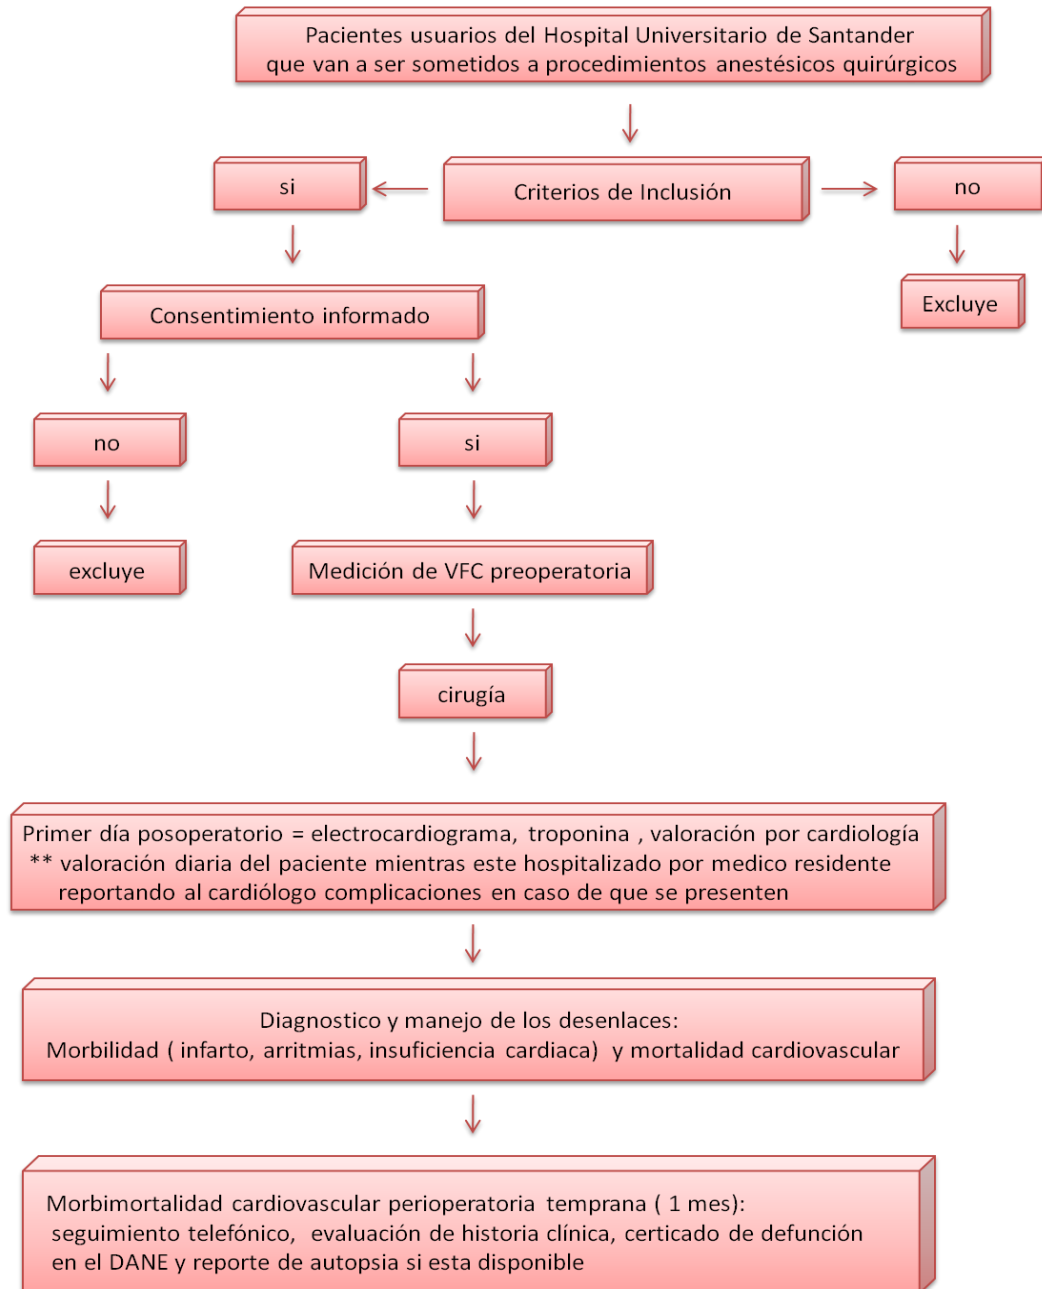 Pacientes usuarios del Hospital Universitario de Santander
que van a ser sometidos a procedimientos anestésicos quirúrgicos
si
Criterios de Inclusión
no
Consentimiento informado
Excluye
no
si
excluye
Medición de VFC preoperatoria
cirugía
Primer día posoperatorio = electrocardiograma, troponina , valoración por cardiología
** valoración diaria del paciente mientras este hospitalizado por medico residente
reportando al cardiólogo complicaciones en caso de que se presenten
Diagnostico y manejo de los desenlaces:
Morbilidad ( infarto, arritmias, insuficiencia cardiaca) y mortalidad cardiovascular
Morbimortalidad cardiovascular perioperatoria temprana ( 1 mes):
seguimiento telefónico, evaluación de historia clínica, certicado de defunción
en el DANE y reporte de autopsia si esta disponible